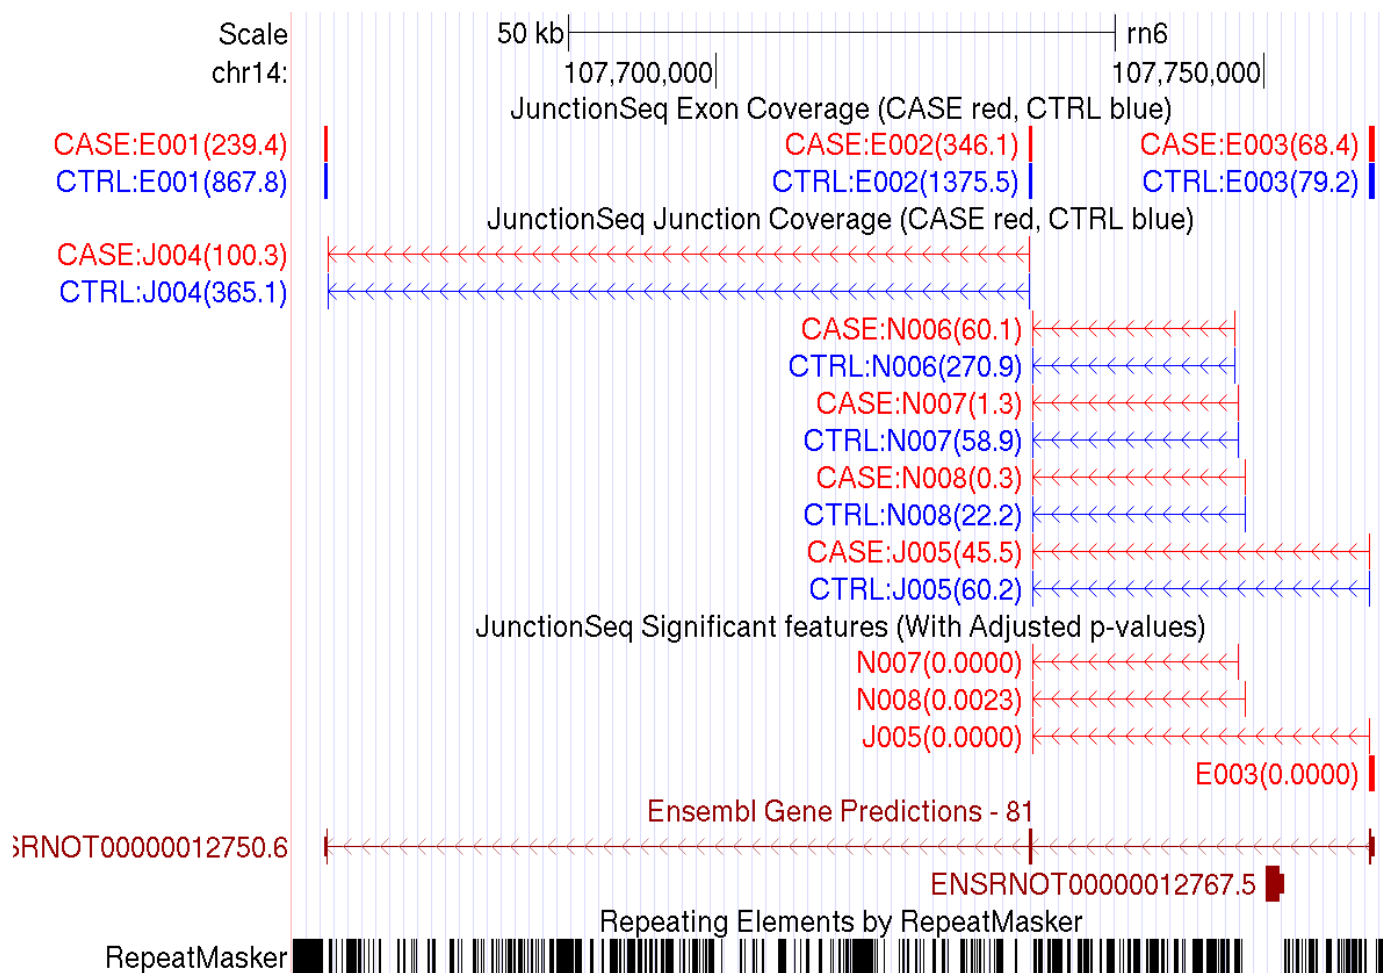 Scale 50 kb rn6
chr14: 107,700,000 107,750,000
JunctionSeq Exon Coverage (CASE red, CTRL blue)
CASE:E001(239.4) CASE:E002(346.1) CASE:E003(68.4)
CTRL:E001(867.8) CTRL:E002(1375.5) CTRL:E003(79.2)
JunctionSeq Junction Coverage (CASE red, CTRL blue)
CASE:J004(100.3)
CTRL:J004(365.1)
CASE:N006(60.1)
CTRL:N006(270.9)
CASE:N007(1.3)
CTRL:N007(58.9)
CASE:N008(0.3)
CTRL:N008(22.2)
CASE:J005(45.5)
CTRL:J005(60.2)
JunctionSeq Significant features (With Adjusted p-values)
N007(0.0000)
N008(0.0023)
J005(0.0000)
E003(0.0000)
Ensembl Gene Predictions - 81
SRNOT00000012750.6
ENSRNOT00000012767.5
Repeating Elements by RepeatMasker
RepeatMasker